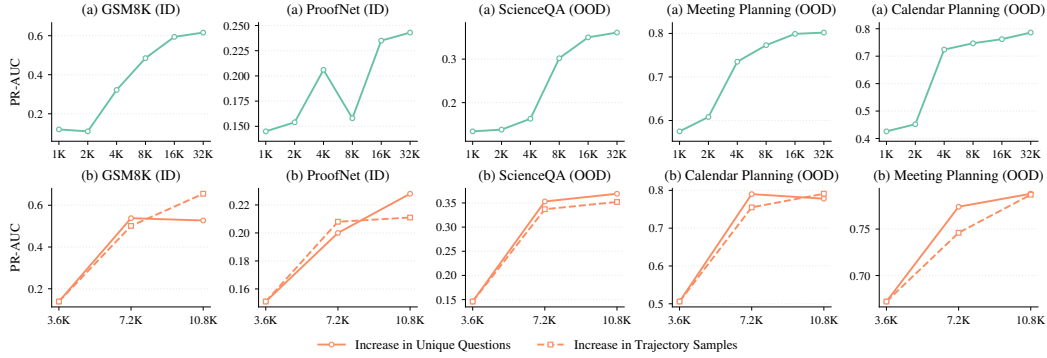 (a) GSM8K (ID)
PR-AUC
0.6
0.4
0.2
1K 2K 4K 8K 16K 32K
(a) ProofNet (ID)
0.250
0.225
0.200
0.175
0.150
1K 2K 4K 8K 16K 32K
(a) ScienceQA (OOD)
0.3
0.2
1K 2K 4K 8K 16K 32K
(a) Meeting Planning (OOD)
0.8
0.7
0.6
1K 2K 4K 8K 16K 32K
(a) Calendar Planning (OOD)
0.8
0.7
0.6
0.5
0.4
1K 2K 4K 8K 16K 32K
(b) GSM8K (ID)
PR-AUC
0.6
0.4
0.2
3.6K 7.2K 10.8K
(b) ProofNet (ID)
0.22
0.20
0.18
0.16
3.6K 7.2K 10.8K
(b) ScienceQA (OOD)
0.35
0.30
0.25
0.20
0.15
3.6K 7.2K 10.8K
(b) Calendar Planning (OOD)
0.8
0.7
0.6
0.5
3.6K 7.2K 10.8K
(b) Meeting Planning (OOD)
0.75
0.70
3.6K 7.2K 10.8K
Increase in Unique Questions
Increase in Trajectory Samples